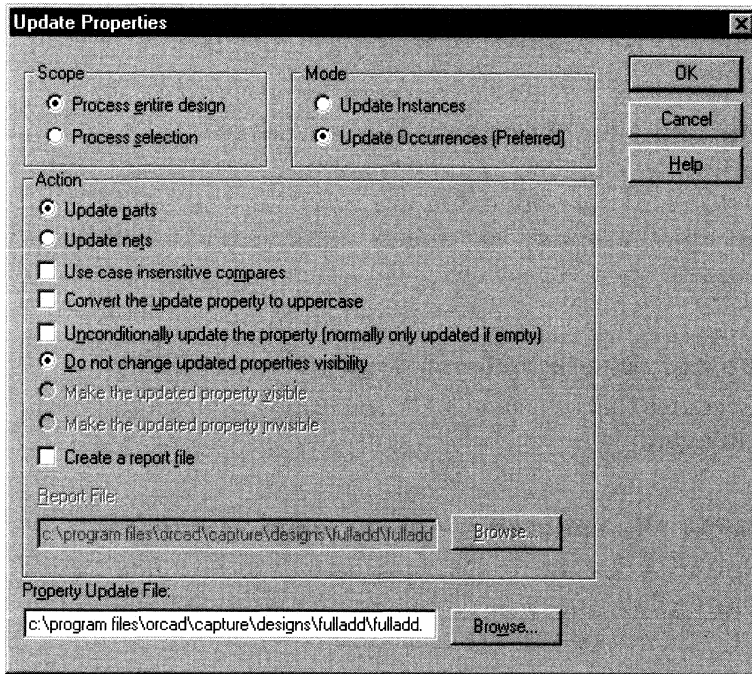 Update Properties
Scope
Process entire design
Process selection
Mode
Update Instances
Update Occurrences (Preferred)
OK
Cancel
Help
Action
Update parts
Update nets
Use case insensitive compares
Convert the update property to uppercase
Unconditionally update the property (normally only updated if empty)
Do not change updated properties visibility
Make the updated property visible
Make the updated property invisible
Create a report file
Report File:
c:\program files\orcad\capture\designs\fulladd\fulladd
Browse...
Property Update File:
c:\program files\orcad\capture\designs\fulladd\fulladd.
Browse...